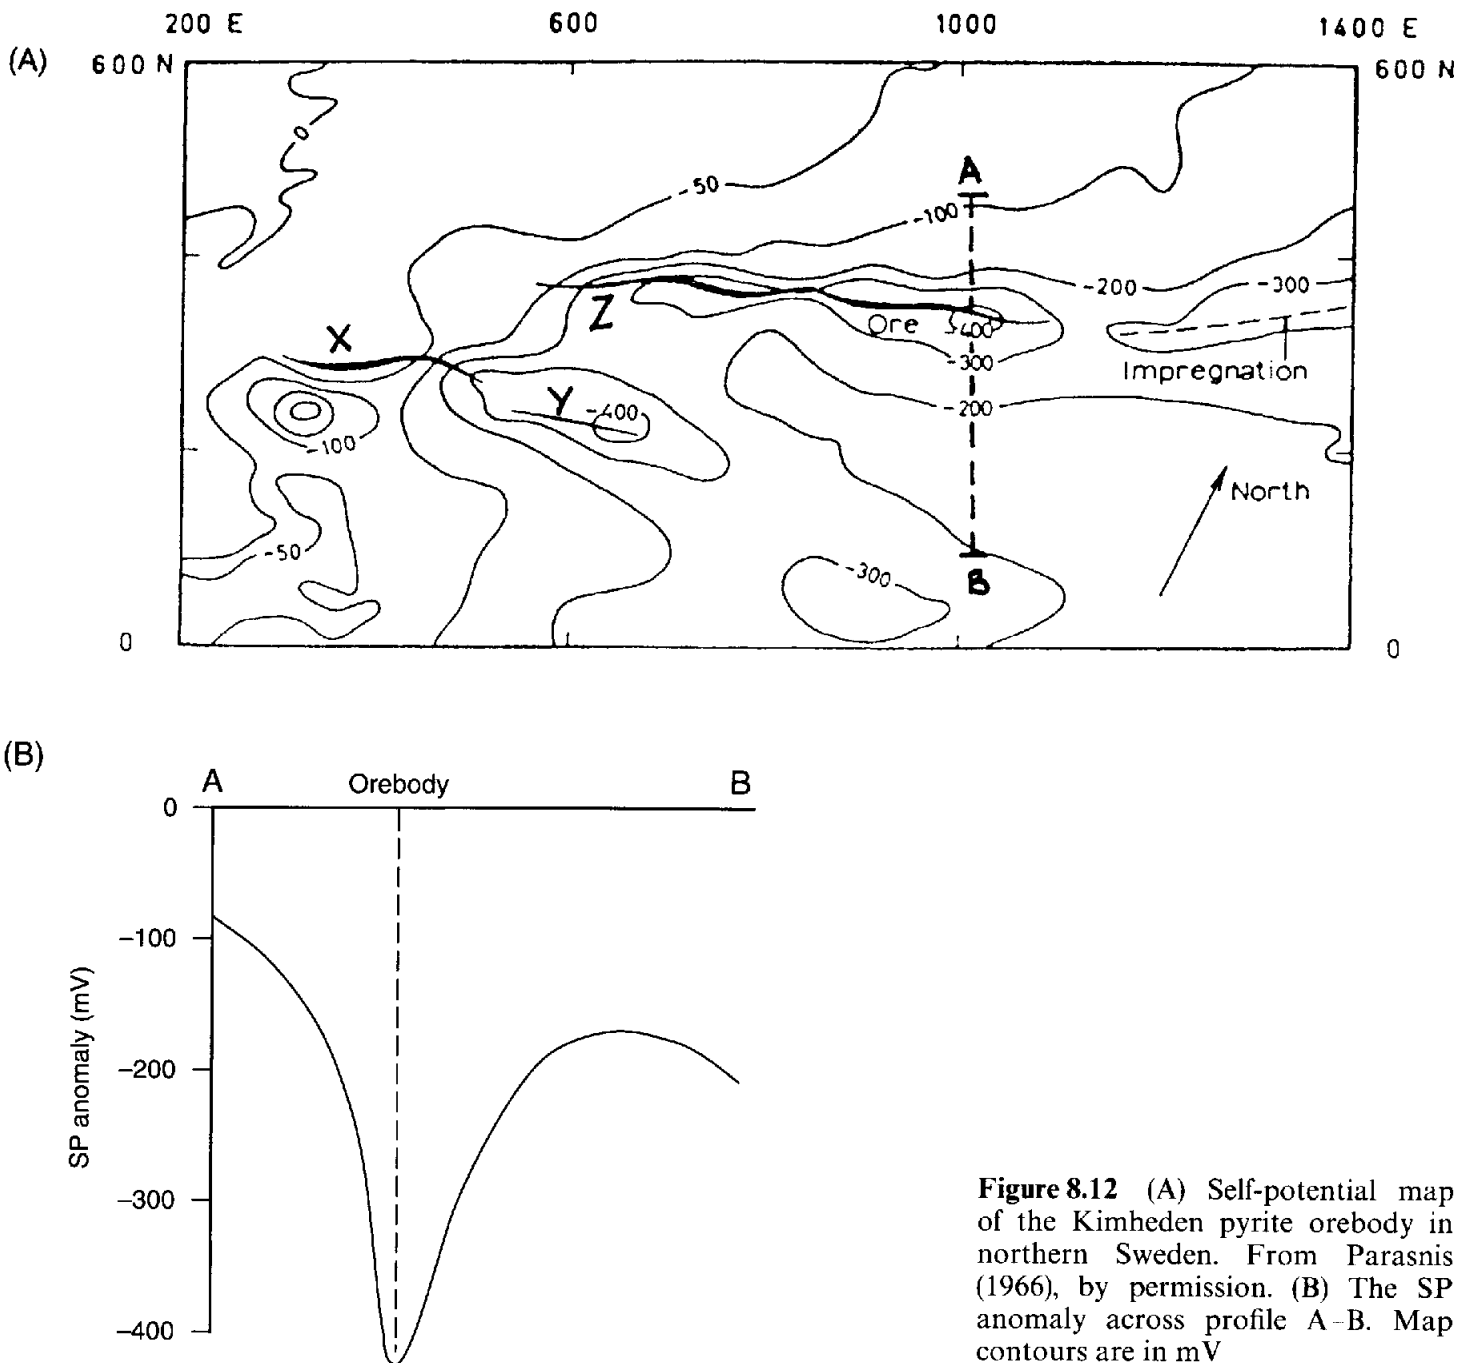 200 E 600 1000 1400 E
(A) 600 N 600 N
0
-50
A
-100
-200 -300
Z
Ore -400
X -300
Impregnation
Y -400 -200
-100
North
-50
-300 B
0 0
(B)
A Orebody B
0
-100
-200
-300
-400
SP anomaly (mV)
Figure 8.12 (A) Self-potential map
of the Kimheden pyrite orebody in
northern Sweden. From Parasnis
(1966), by permission. (B) The SP
anomaly across profile A-B. Map
contours are in mV